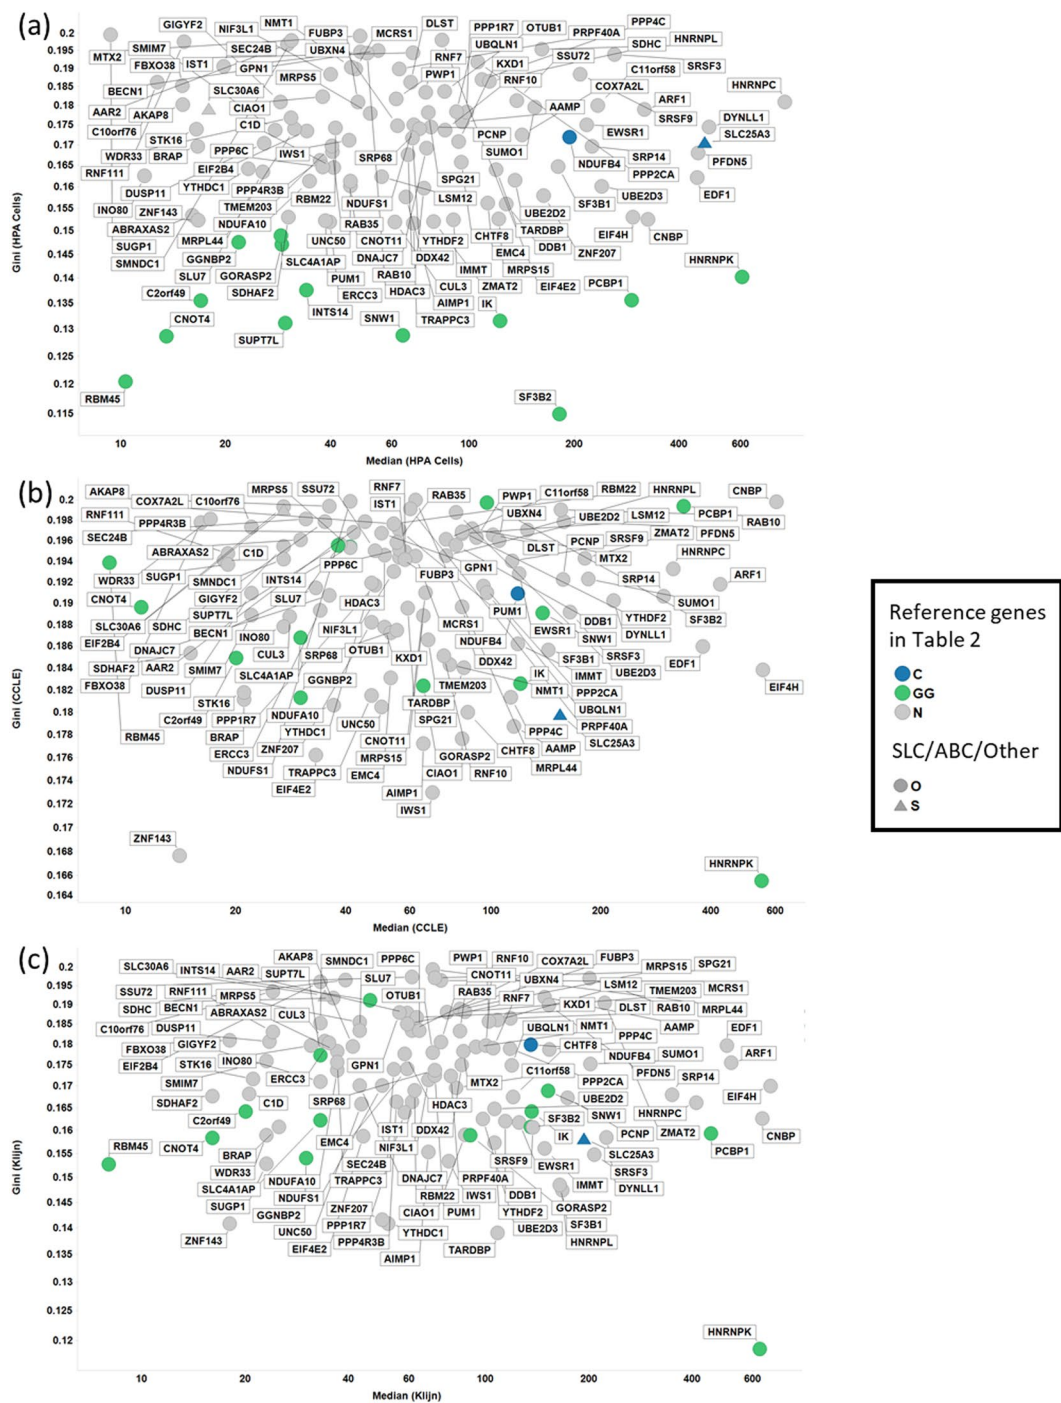 (a)
GIGYF2 NIF3L1 NMT1 FUBP3 MCRS1 DLST PPP1R7 OTUB1 PRPF40A PPP4C
MTX2 SMIM7 SEC24B UBXN4 UBQLN1 SDHC HNRNPL
FBXO38 IST1 GPN1 RNF7 KXD1 SSU72 C11orf58 SRSF3
BECN1 SLC30A6 MRPS5 PWP1 RNF10 COX7A2L HNRNPC
AAR2 AKAP8 CIAO1 AAMP ARF1 DYNLL1
C10orf76 STK16 C1D PCNP EWSR1 SRSF9 SLC25A3
WDR33 BRAP PPP6C IWS1 SRP68 SUMO1 NDUFB4 SRP14 PFDN5
RNF111 EIF2B4 SPG21 PPP2CA
DUSP11 YTHDC1 PPP4R3B RBM22 NDUFS1 LSM12 SF3B1 UBE2D3 EDF1
INO80 ZNF143 TMEM203 UBE2D2
ABRAXAS2 NDUFA10 RAB35 TARDBP EIF4H CNBP
SUGP1 MRPL44 UNC50 CNOT11 YTHDF2 CHTF8 DDB1
SMNDC1 GGNBP2 SLC4A1AP DNAJC7 DDX42 EMC4 ZNF207 HNRNPK
SLU7 GORASP2 PUM1 RAB10 IMMT MRPS15 PCBP1
C2orf49 SDHAF2 ERCC3 HDAC3 CUL3 ZMAT2 EIF4E2
CNOT4 INTS14 SNW1 AIMP1 IK
SUPT7L TRAPPC3
RBM45 SF3B2
0.2
0.195
0.19
0.185
0.18
0.175
0.17
0.165
0.16
0.155
0.15
0.145
0.14
0.135
0.13
0.125
0.12
0.115
Gini (HPA Cells)
10 20 40 60 100 200 400 600
Median (HPA Cells)
(b)
AKAP8 COX7A2L C10orf76 MRPS5 SSU72 RNF7 RAB35 PWP1 C11orf58 RBM22 HNRNPL CNBP
RNF111 PPP4R3B IST1 UBXN4 UBE2D2 LSM12 PCBP1 RAB10
SEC24B ABRAXAS2 C1D DLST PCNP SRSF9 ZMAT2 PFDN5
WDR33 SUGP1 SMNDC1 INTS14 PPP6C FUBP3 GPN1 MTX2 HNRNPC
CNOT4 GIGYF2 SLU7 HDAC3 SRP14 ARF1
SLC30A6 SDHC SUPT7L NIF3L1 PUM1 DDB1 YTHDF2 SUMO1
EIF2B4 DNAJC7 BECN1 INO80 MCRS1 EWSR1 SNW1 DYNLL1 SF3B2
SDHAF2 AAR2 SMIM7 CUL3 SRP68 OTUB1 KXD1 NDUFB4 SF3B1 SRSF3 EDF1
FBXO38 DUSP11 SLC4A1AP GGNBP2 DDX42 IK IMMT UBE2D3 EIF4H
STK16 NDUFA10 TMEM203 NMT1 PPP2CA
C2orf49 PPP1R7 TARDBP UBQLN1
RBM45 BRAP YTHDC1 UNC50 SPG21 PPP4C PRPF40A
ERCC3 ZNF207 CNOT11 CHTF8 AAMP SLC25A3
NDUFS1 TRAPPC3 MRPS15 GORASP2 MRPL44
EIF4E2 EMC4 CIAO1 RNF10
AIMP1
IWS1
ZNF143
HNRNPK
0.2
0.198
0.196
0.194
0.192
0.19
0.188
0.186
0.184
0.182
0.18
0.178
0.176
0.174
0.172
0.17
0.168
0.166
0.164
Gini (CCLE)
10 20 40 60 100 200 400 600
Median (CCLE)
(c)
AKAP8 SMNDC1 PPP6C PWP1 RNF10 COX7A2L FUBP3
SLC30A6 INTS14 AAR2 SUPT7L SLU7 CNOT11 UBXN4 LSM12 MRPS15 SPG21
SSU72 RNF111 MRPS5 OTUB1 RAB35 RNF7 TMEM203 MCRS1
SDHC BECN1 ABRAXAS2 CUL3 KXD1 DLST RAB10 MRPL44
C10orf76 DUSP11 UBQLN1 NMT1 PPP4C AAMP EDF1
FBXO38 GIGYF2 CHTF8 NDUFB4 SUMO1 ARF1
EIF2B4 STK16 INO80 GPN1 C11orf58 PFDN5
SMIM7 ERCC3 MTX2 PPP2CA SRP14 EIF4H
SDHAF2 C1D SRP68 HDAC3 UBE2D2 HNRNPC
C2orf49 IST1 DDX42 SF3B2 SNW1 ZMAT2 CNBP
RBM45 CNOT4 EMC4 NIF3L1 IK PCNP PCBP1
BRAP SEC24B SRSF9 EWSR1 SLC25A3
WDR33 NDUFA10 TRAPPC3 DNAJC7 PRPF40A IMMT SRSF3
SLC4A1AP NDUFS1 RBM22 IWS1 DDB1 DYNLL1
SUGP1 GGNBP2 ZNF207 CIAO1 PUM1 YTHDF2 GORASP2
ZNF143 UNC50 PPP1R7 YTHDC1 UBE2D3 SF3B1
EIF4E2 PPP4R3B TARDBP HNRNPL
AIMP1
HNRNPK
0.2
0.195
0.19
0.185
0.18
0.175
0.17
0.165
0.16
0.155
0.15
0.145
0.14
0.135
0.13
0.125
0.12
Gini (Klijn)
10 20 40 60 100 200 400 600
Median (Klijn)
Reference genes
in Table 2
C
GG
N
SLC/ABC/Other
O
S